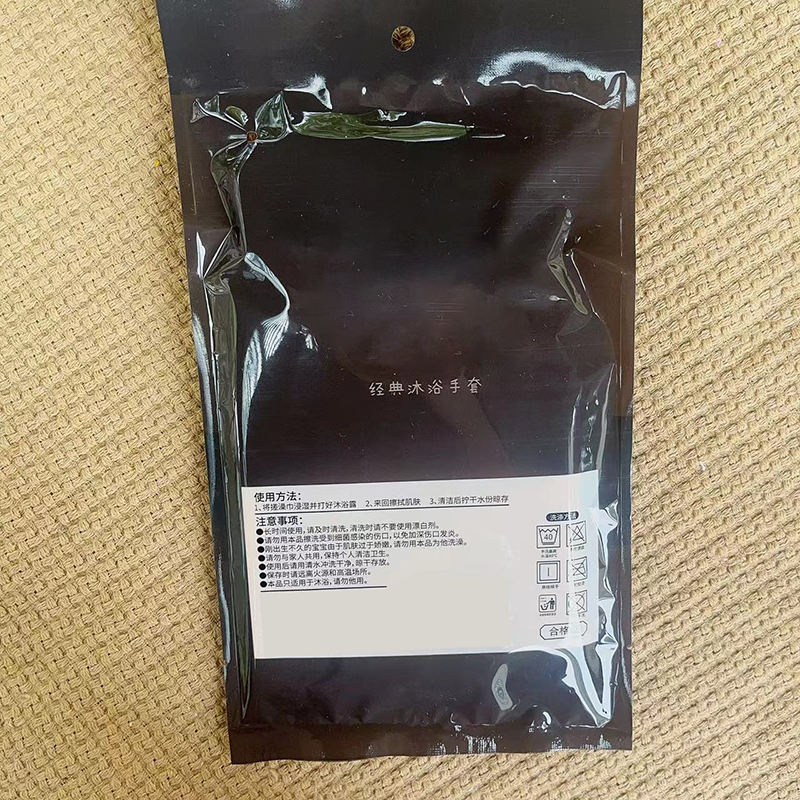 经典沐浴手套
使用方法：
1、将搓澡巾浸湿并打好沐浴露 2、来回擦拭肌肤 3、清洁后拧干水份晾存
注意事项：
●长时间使用，请及时清洗，清洗时请不要使用漂白剂。
●请勿用本品擦洗受到细菌感染的伤口，以免加深伤口发炎。
●刚出生不久的宝宝由于肌肤过于娇嫩，请勿用本品为他洗澡。
●请勿与家人共用，保持个人清洁卫生。
●使用后请用清水冲洗干净，晾干存放。
●保存时请远离火源和高温场所。
●本品只适用于沐浴，请勿他用。
洗涤方法
40
合格